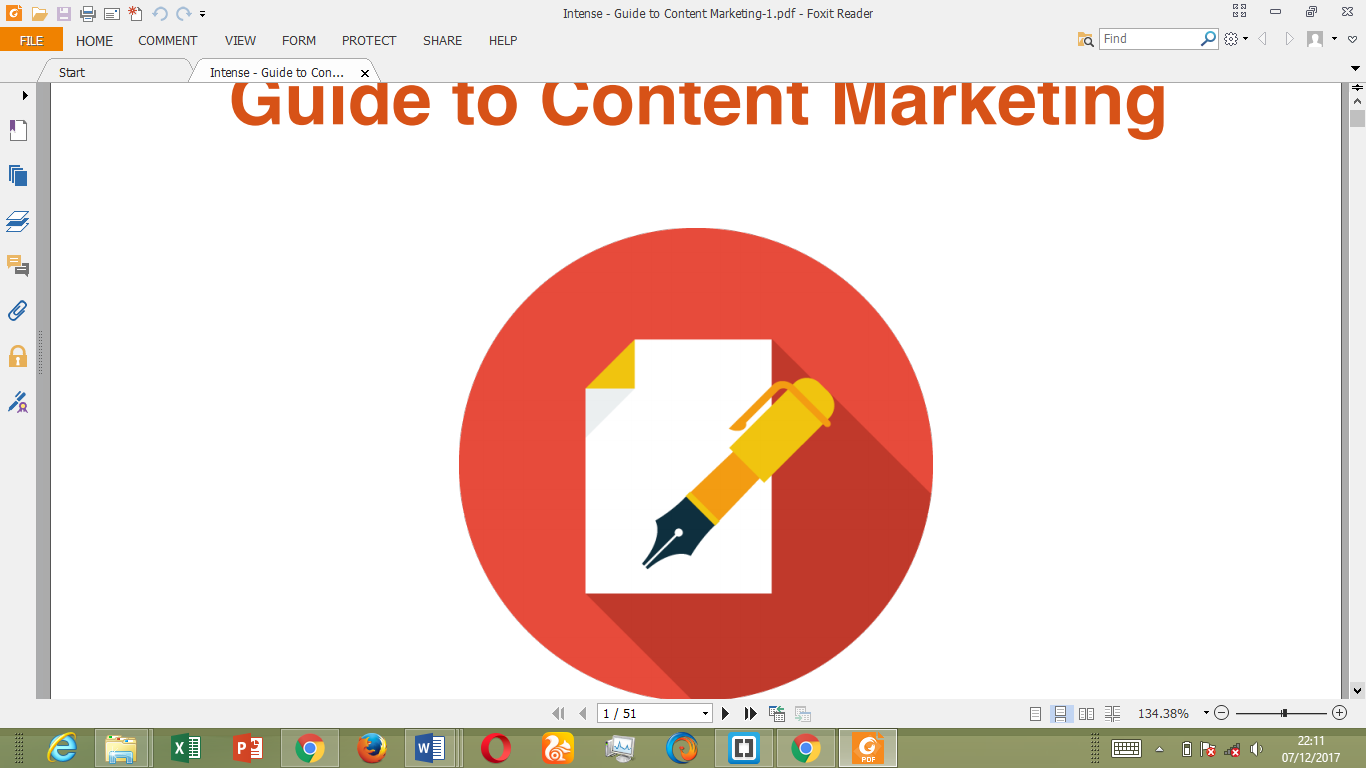 Intense - Guide to Content Marketing-1.pdf - Foxit Reader
FILE HOME COMMENT VIEW FORM PROTECT SHARE HELP Find
Start Intense - Guide to Con...
Guide to Content Marketing
1 / 51 134.38%
PDF 22:11
07/12/2017